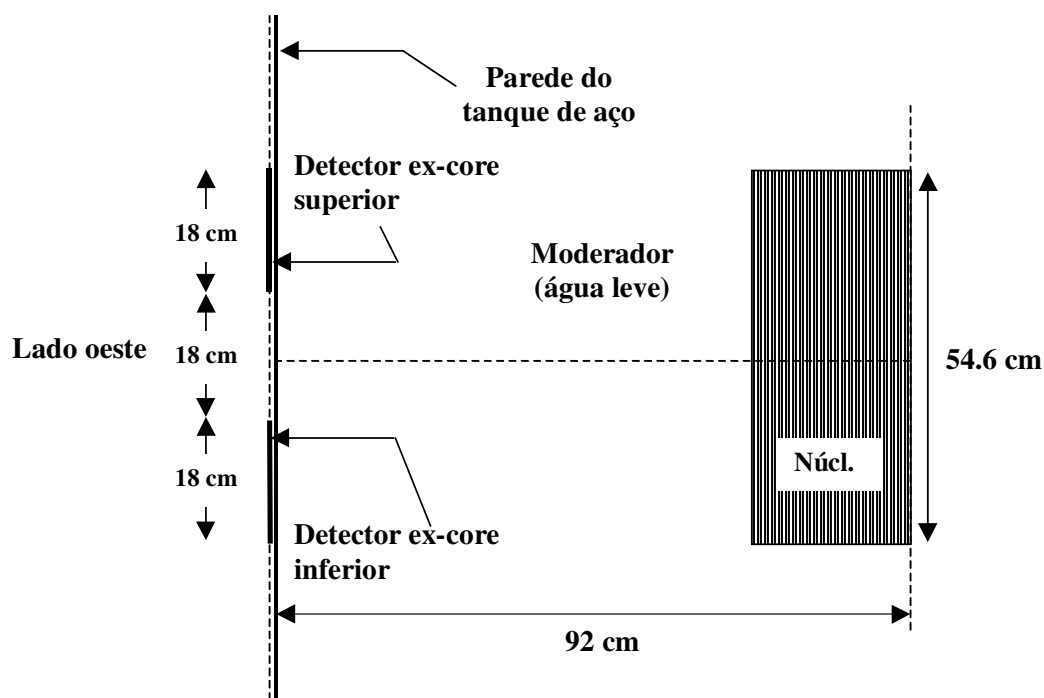 Parede do
tanque de aço
Detector ex-core
superior
18 cm
Moderador
(água leve)
Lado oeste
18 cm
54.6 cm
18 cm
Núcl.
Detector ex-core
inferior
92 cm